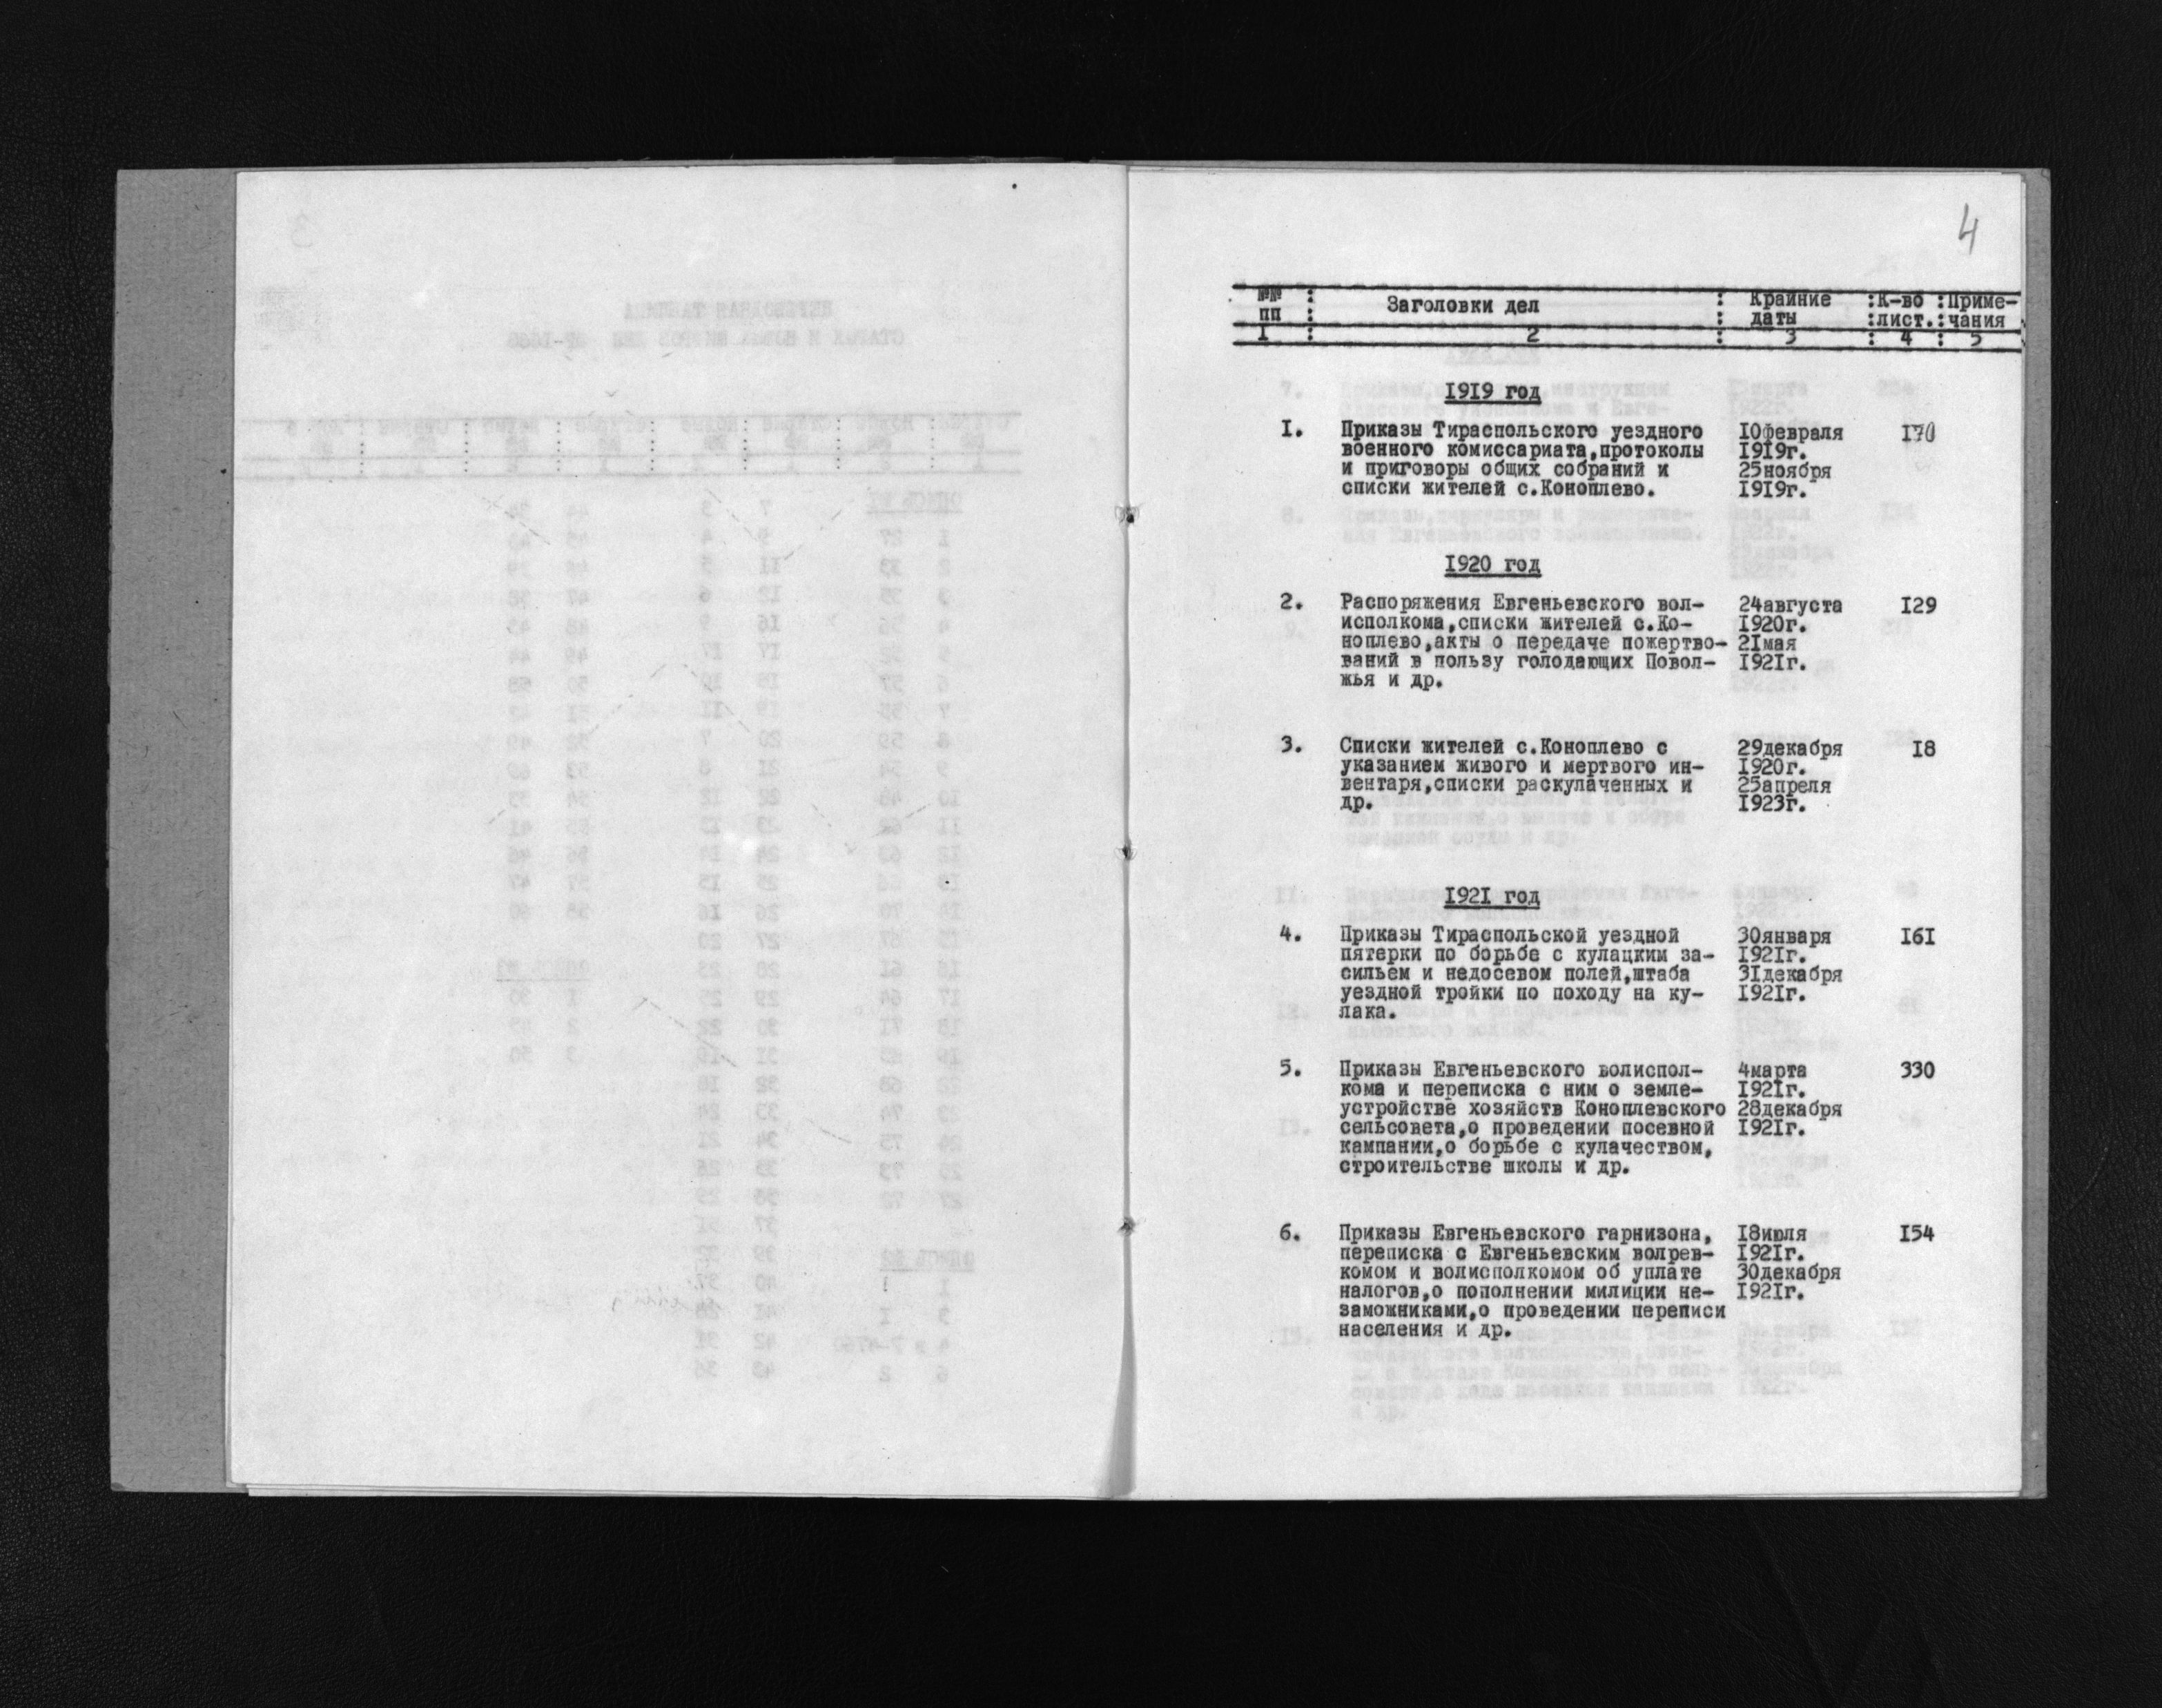 4
№№ : Заголовки дел : Крайние :К-во :Приме-
пп : : даты :лист.:чания
I : 2 : 3 : 4 : 5
1919 год
I. Приказы Тираспольского уездного 10февраля 170
военного комиссариата,протоколы 1919г.
и приговоры общих собраний и 25ноября
списки жителей с.Коноплево. 1919г.
1920 год
2. Распоряжения Евгеньевского вол- 24августа 129
исполкома,списки жителей с.Ко- 1920г.
ноплево,акты о передаче пожертво- 21мая
ваний в пользу голодающих Повол- 1921г.
жья и др.
3. Списки жителей с.Коноплево с 29декабря 18
указанием живого и мертвого ин- 1920г.
вентаря,списки раскулаченных и 25апреля
др. 1923г.
1921 год
4. Приказы Тираспольской уездной 30января 161
пятерки по борьбе с кулацким за- 1921г.
сильем и недосевом полей,штаба 31декабря
уездной тройки по походу на ку- 1921г.
лака.
5. Приказы Евгеньевского волиспол- 4марта 330
кома и переписка с ним о земле- 1921г.
устройстве хозяйств Коноплевского 28декабря
сельсовета,о проведении посевной 1921г.
кампании,о борьбе с кулачеством,
строительстве школы и др.
6. Приказы Евгеньевского гарнизона, 18июля 154
переписка с Евгеньевским волрев- 1921г.
комом и волисполкомом об уплате 30декабря
налогов,о пополнении милиции не- 1921г.
заможниками,о проведении переписи
населения и др.